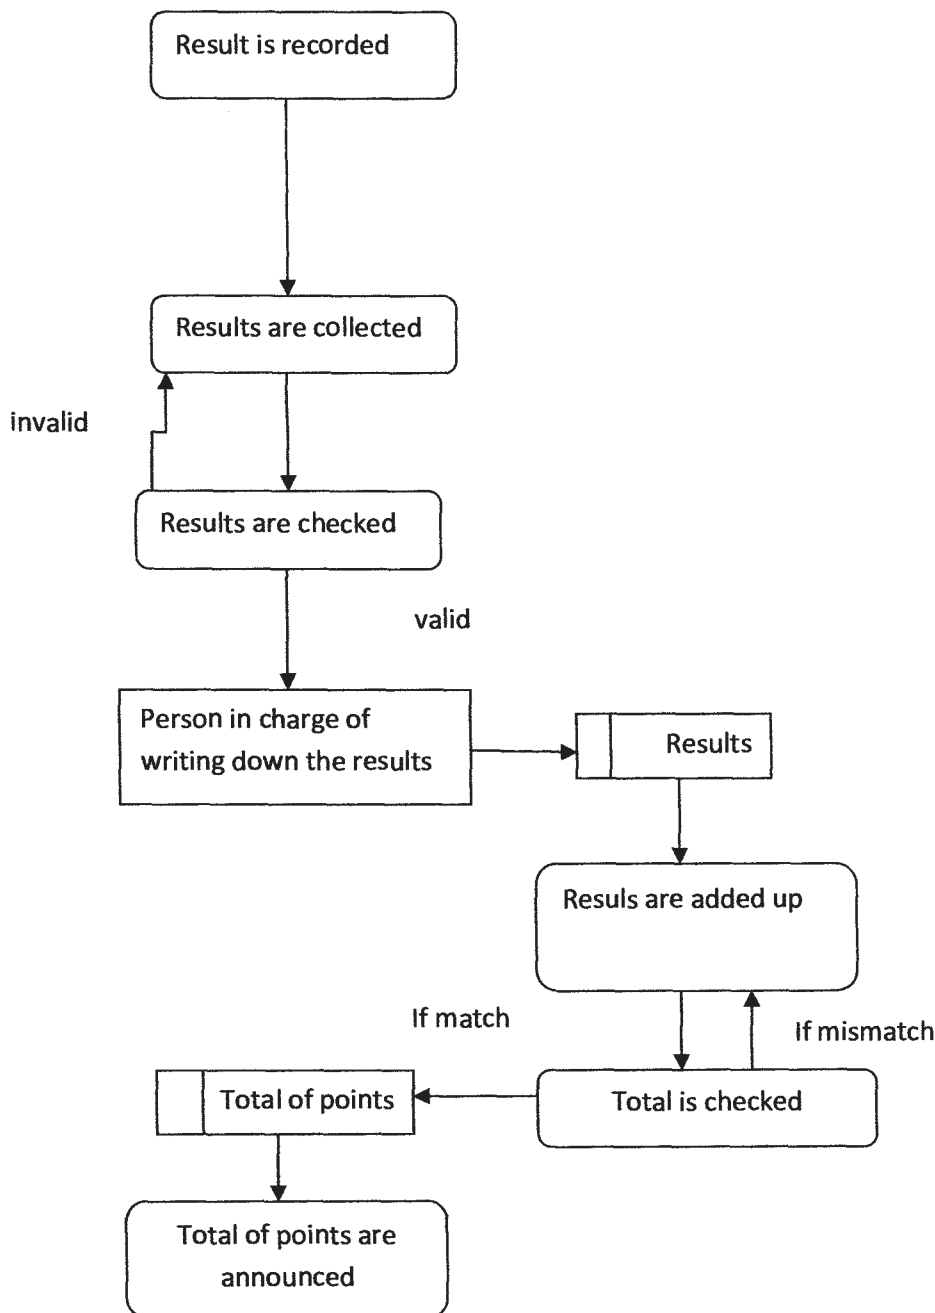 Result is recorded
Results are collected
invalid
Results are checked
valid
Person in charge of
writing down the results
Results
Resuls are added up
If match
If mismatch
Total of points
Total is checked
Total of points are
announced